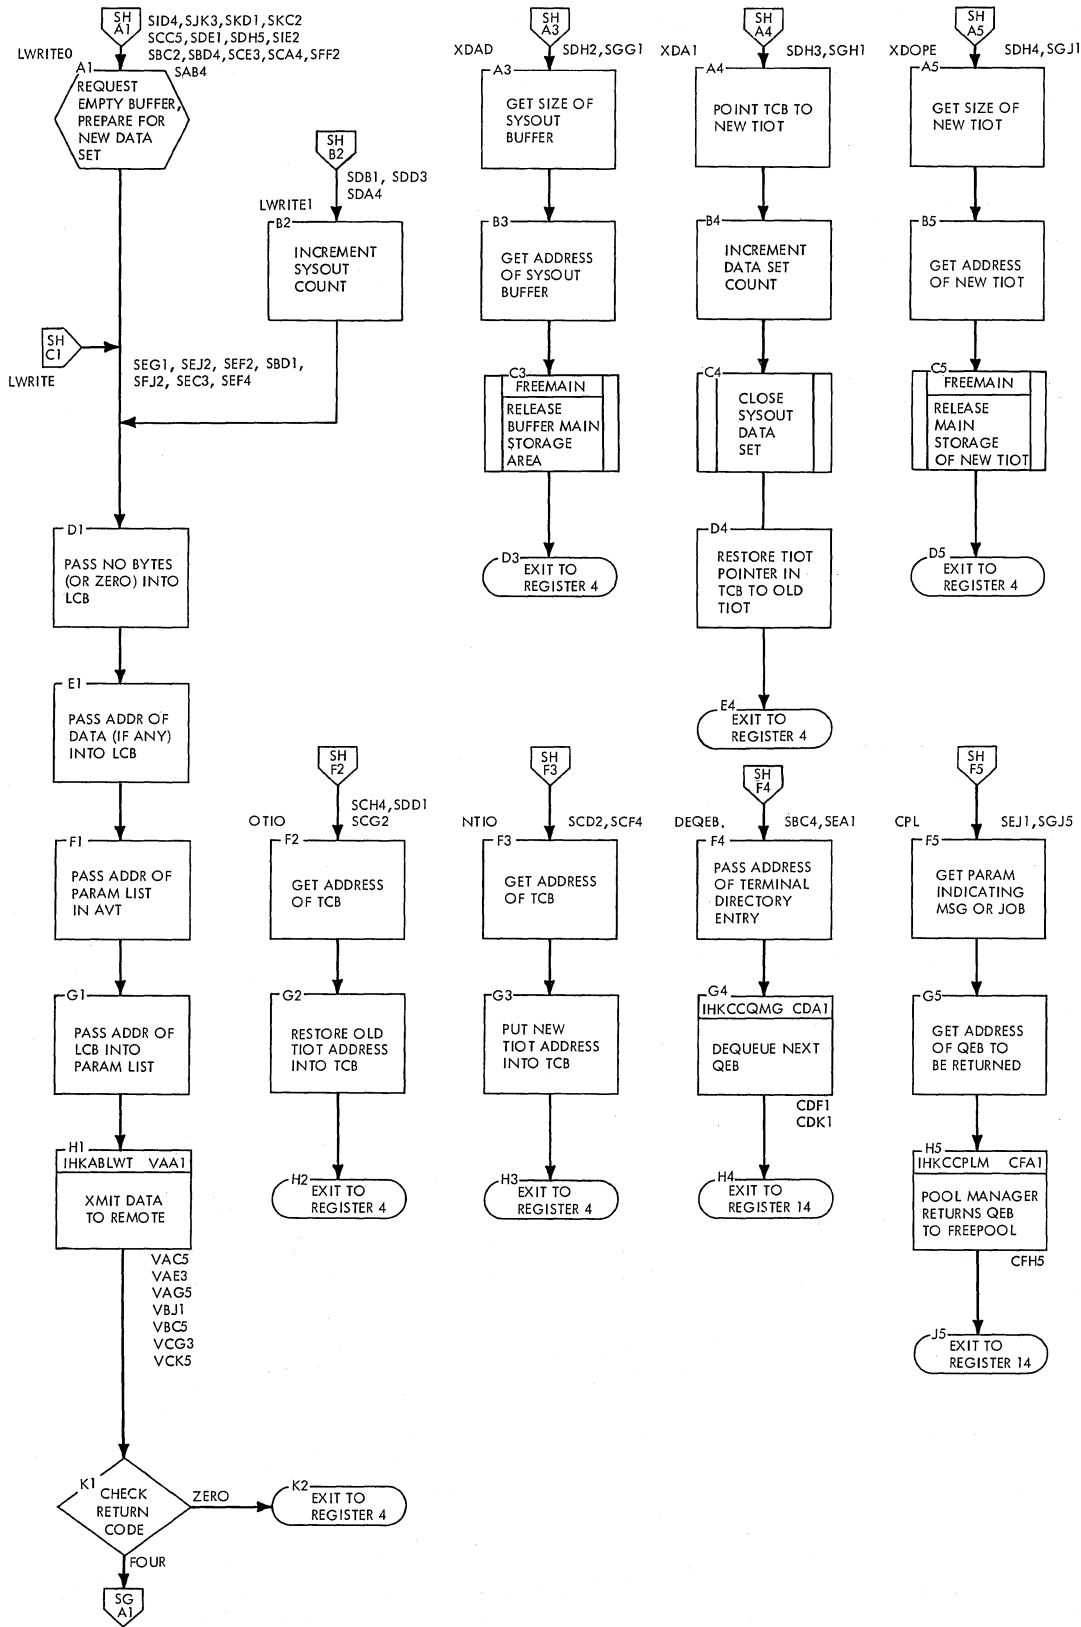 SH
A1
SID4, SJK3, SKD1, SKC2
SCC5, SDE1, SDH5, SIE2
SBC2, SBD4, SCE3, SCA4, SFF2
SAB4
LWRITE0
A1
REQUEST
EMPTY BUFFER,
PREPARE FOR
NEW DATA
SET
SH
B2
SDB1, SDD3
SDA4
LWRITE1
B2
INCREMENT
SYSOUT
COUNT
SH
C1
LWRITE
SEG1, SEJ2, SEF2, SBD1,
SFJ2, SEC3, SEF4
D1
PASS NO BYTES
(OR ZERO) INTO
LCB
E1
PASS ADDR OF
DATA (IF ANY)
INTO LCB
F1
PASS ADDR OF
PARAM LIST
IN AVT
G1
PASS ADDR OF
LCB INTO
PARAM LIST
H1
IHKABLWT VAA1
XMIT DATA
TO REMOTE
VAC5
VAE3
VAG5
VBJ1
VBC5
VCG3
VCK5
K1
CHECK
RETURN
CODE
ZERO
K2
EXIT TO
REGISTER 4
FOUR
SG
A1
SH
A3
XDAD
SDH2, SGG1
A3
GET SIZE OF
SYSOUT
BUFFER
B3
GET ADDRESS
OF SYSOUT
BUFFER
C3
FREEMAIN
RELEASE
BUFFER MAIN
STORAGE
AREA
D3
EXIT TO
REGISTER 4
SH
A4
XDA1
SDH3, SGH1
A4
POINT TCB TO
NEW TIOT
B4
INCREMENT
DATA SET
COUNT
C4
CLOSE
SYSOUT
DATA
SET
D4
RESTORE TIOT
POINTER IN
TCB TO OLD
TIOT
E4
EXIT TO
REGISTER 4
SH
A5
XDOPE
SDH4, SGJ1
A5
GET SIZE OF
NEW TIOT
B5
GET ADDRESS
OF NEW TIOT
C5
FREEMAIN
RELEASE
MAIN
STORAGE
OF NEW TIOT
D5
EXIT TO
REGISTER 4
SH
F2
OTIO
SCH4, SDD1
SCG2
F2
GET ADDRESS
OF TCB
G2
RESTORE OLD
TIOT ADDRESS
INTO TCB
H2
EXIT TO
REGISTER 4
SH
F3
NTIO
SCD2, SCF4
F3
GET ADDRESS
OF TCB
G3
PUT NEW
TIOT ADDRESS
INTO TCB
H3
EXIT TO
REGISTER 4
SH
F4
DEQEB.
SBC4, SEA1
F4
PASS ADDRESS
OF TERMINAL
DIRECTORY
ENTRY
G4
IHKCCQMG CDA1
DEQUEUE NEXT
QEB
CDF1
CDK1
H4
EXIT TO
REGISTER 14
SH
F5
CPL
SEJ1, SGJ5
F5
GET PARAM
INDICATING
MSG OR JOB
G5
GET ADDRESS
OF QEB TO
BE RETURNED
H5
IHKCCPLM CFA1
POOL MANAGER
RETURNS QEB
TO FREEPOOL
CFH5
J5
EXIT TO
REGISTER 14